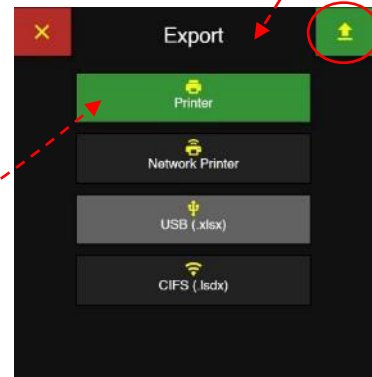 Export
Printer
Network Printer
USB (.xlsx)
CIFS (.lsdx)